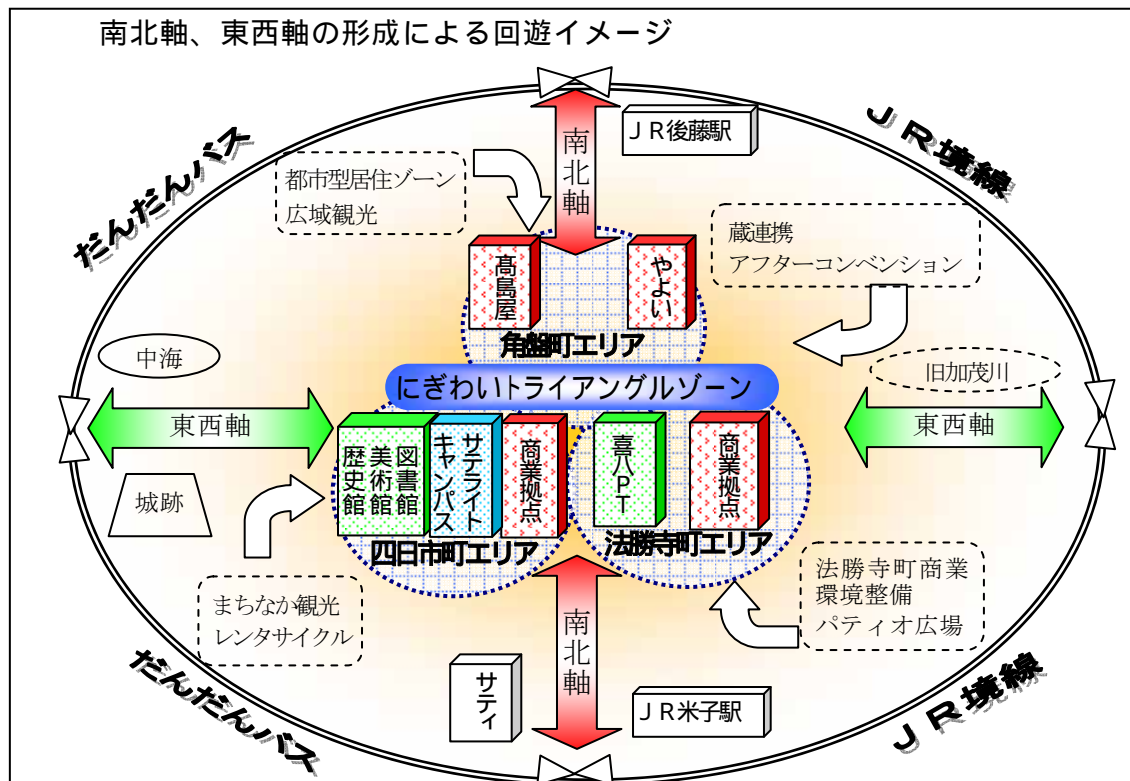 南北軸、東西軸の形成による回遊イメージ
だんだんバス
ＪＲ境線
ＪＲ後藤駅
南北軸
都市型居住ゾーン
広域観光
蔵連携
アフターコンベンション
髙島屋
やよい
角盤町エリア
中海
旧加茂川
にぎわいトライアングルゾーン
東西軸
東西軸
歴史館
美術館
図書館
サテライト
キャンパス
商業拠点
喜八ＰＴ
商業拠点
城跡
四日市町エリア
法勝寺町エリア
まちなか観光
レンタサイクル
法勝寺町商業
環境整備
パティオ広場
南北軸
サティ
ＪＲ米子駅
だんだんバス
ＪＲ境線